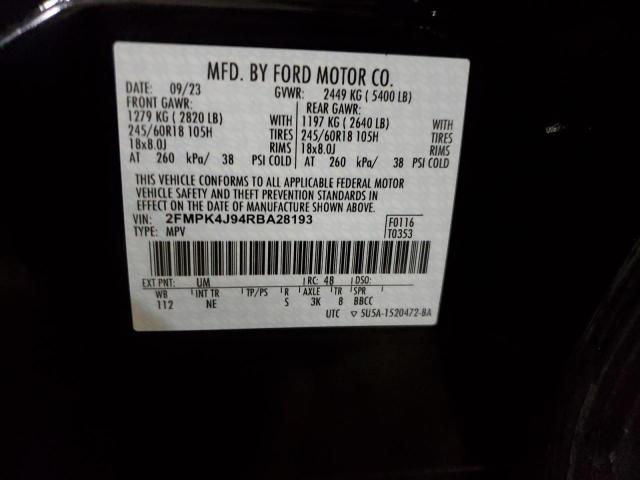 MFD. BY FORD MOTOR CO.
DATE: 09/23 GVWR: 2449 KG ( 5400 LB)
FRONT GAWR: REAR GAWR:
1279 KG ( 2820 LB) WITH 1197 KG ( 2640 LB) WITH
245/60R18 105H TIRES 245/60R18 105H TIRES
18x8.0J RIMS 18x8.0J RIMS
AT 260 kPa/ 38 PSI COLD AT 260 kPa/ 38 PSI COLD
THIS VEHICLE CONFORMS TO ALL APPLICABLE FEDERAL MOTOR
VEHICLE SAFETY AND THEFT PREVENTION STANDARDS IN
EFFECT ON THE DATE OF MANUFACTURE SHOWN ABOVE.
VIN: 2FMPK4J94RBA28193 F0116
TYPE: MPV T0353
EXT PNT: UM RC: 48 DSO:
WB INT TR TP/PS R AXLE TR SPR
112 NE S 3K 8 BBCC
UTC ▽ 5U5A-1520472-BA